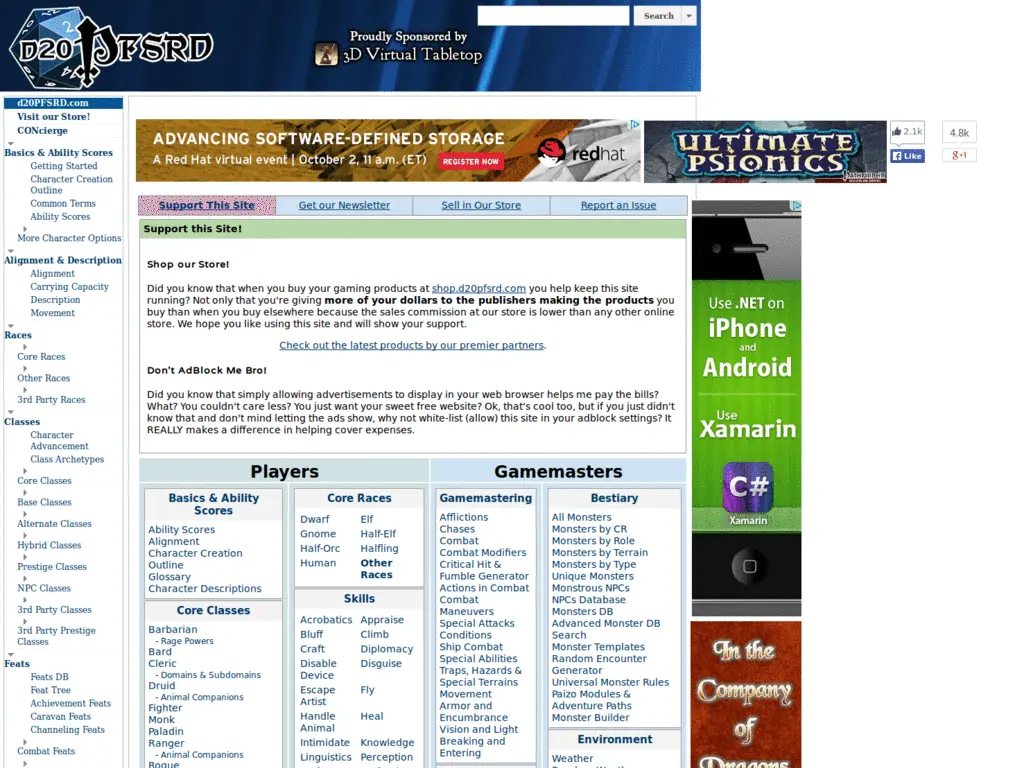 D20PFSRD
Proudly Sponsored by
3D Virtual Tabletop
Search
d20PFSRD.com
Visit our Store!
CONcierge
Basics & Ability Scores
Getting Started
Character Creation
Outline
Common Terms
Ability Scores
More Character Options
Alignment & Description
Alignment
Carrying Capacity
Description
Movement
Races
Core Races
Other Races
3rd Party Races
Classes
Character
Advancement
Class Archetypes
Core Classes
Base Classes
Alternate Classes
Hybrid Classes
Prestige Classes
NPC Classes
3rd Party Classes
3rd Party Prestige
Classes
Feats
Feats DB
Feat Tree
Achievement Feats
Caravan Feats
Channeling Feats
Combat Feats
ADVANCING SOFTWARE-DEFINED STORAGE
A Red Hat virtual event | October 2, 11 a.m. (ET)
REGISTER NOW
redhat
ULTIMATE
PSIONICS
2.1k
Like
4.8k
g+1
Support This Site
Get our Newsletter
Sell in Our Store
Report an Issue
Support this Site!
Shop our Store!
Did you know that when you buy your gaming products at shop.d20pfsrd.com you help keep this site
running? Not only that you're giving more of your dollars to the publishers making the products you
buy than when you buy elsewhere because the sales commission at our store is lower than any other online
store. We hope you like using this site and will show your support.
Check out the latest products by our premier partners.
Don't AdBlock Me Bro!
Did you know that simply allowing advertisements to display in your web browser helps me pay the bills?
What? You couldn't care less? You just want your sweet free website? Ok, that's cool too, but if you just didn't
know that and don't mind letting the ads show, why not white-list (allow) this site in your adblock settings? It
REALLY makes a difference in helping cover expenses.
Players
Basics & Ability
Scores
Ability Scores
Alignment
Character Creation
Outline
Glossary
Character Descriptions
Core Classes
Barbarian
- Rage Powers
Bard
Cleric
- Domains & Subdomains
Druid
- Animal Companions
Fighter
Monk
Paladin
Ranger
- Animal Companions
Rogue
Core Races
Dwarf
Elf
Gnome
Half-Elf
Half-Orc
Halfling
Human
Other
Races
Skills
Acrobatics
Appraise
Bluff
Climb
Craft
Diplomacy
Disable
Device
Disguise
Escape
Artist
Fly
Handle
Animal
Heal
Intimidate
Knowledge
Linguistics
Perception
Gamemasters
Gamemastering
Afflictions
Chases
Combat
Combat Modifiers
Critical Hit &
Fumble Generator
Actions in Combat
Combat
Maneuvers
Special Attacks
Conditions
Ship Combat
Special Abilities
Traps, Hazards &
Special Terrains
Movement
Armor and
Encumbrance
Vision and Light
Breaking and
Entering
Bestiary
All Monsters
Monsters by CR
Monsters by Role
Monsters by Terrain
Monsters by Type
Unique Monsters
Monstrous NPCs
NPCs Database
Monsters DB
Advanced Monster DB
Search
Monster Templates
Random Encounter
Generator
Universal Monster Rules
Paizo Modules &
Adventure Paths
Monster Builder
Environment
Weather
Use .NET on
iPhone
and
Android
Use
Xamarin
C#
Xamarin
In the
Company
of
Dragons